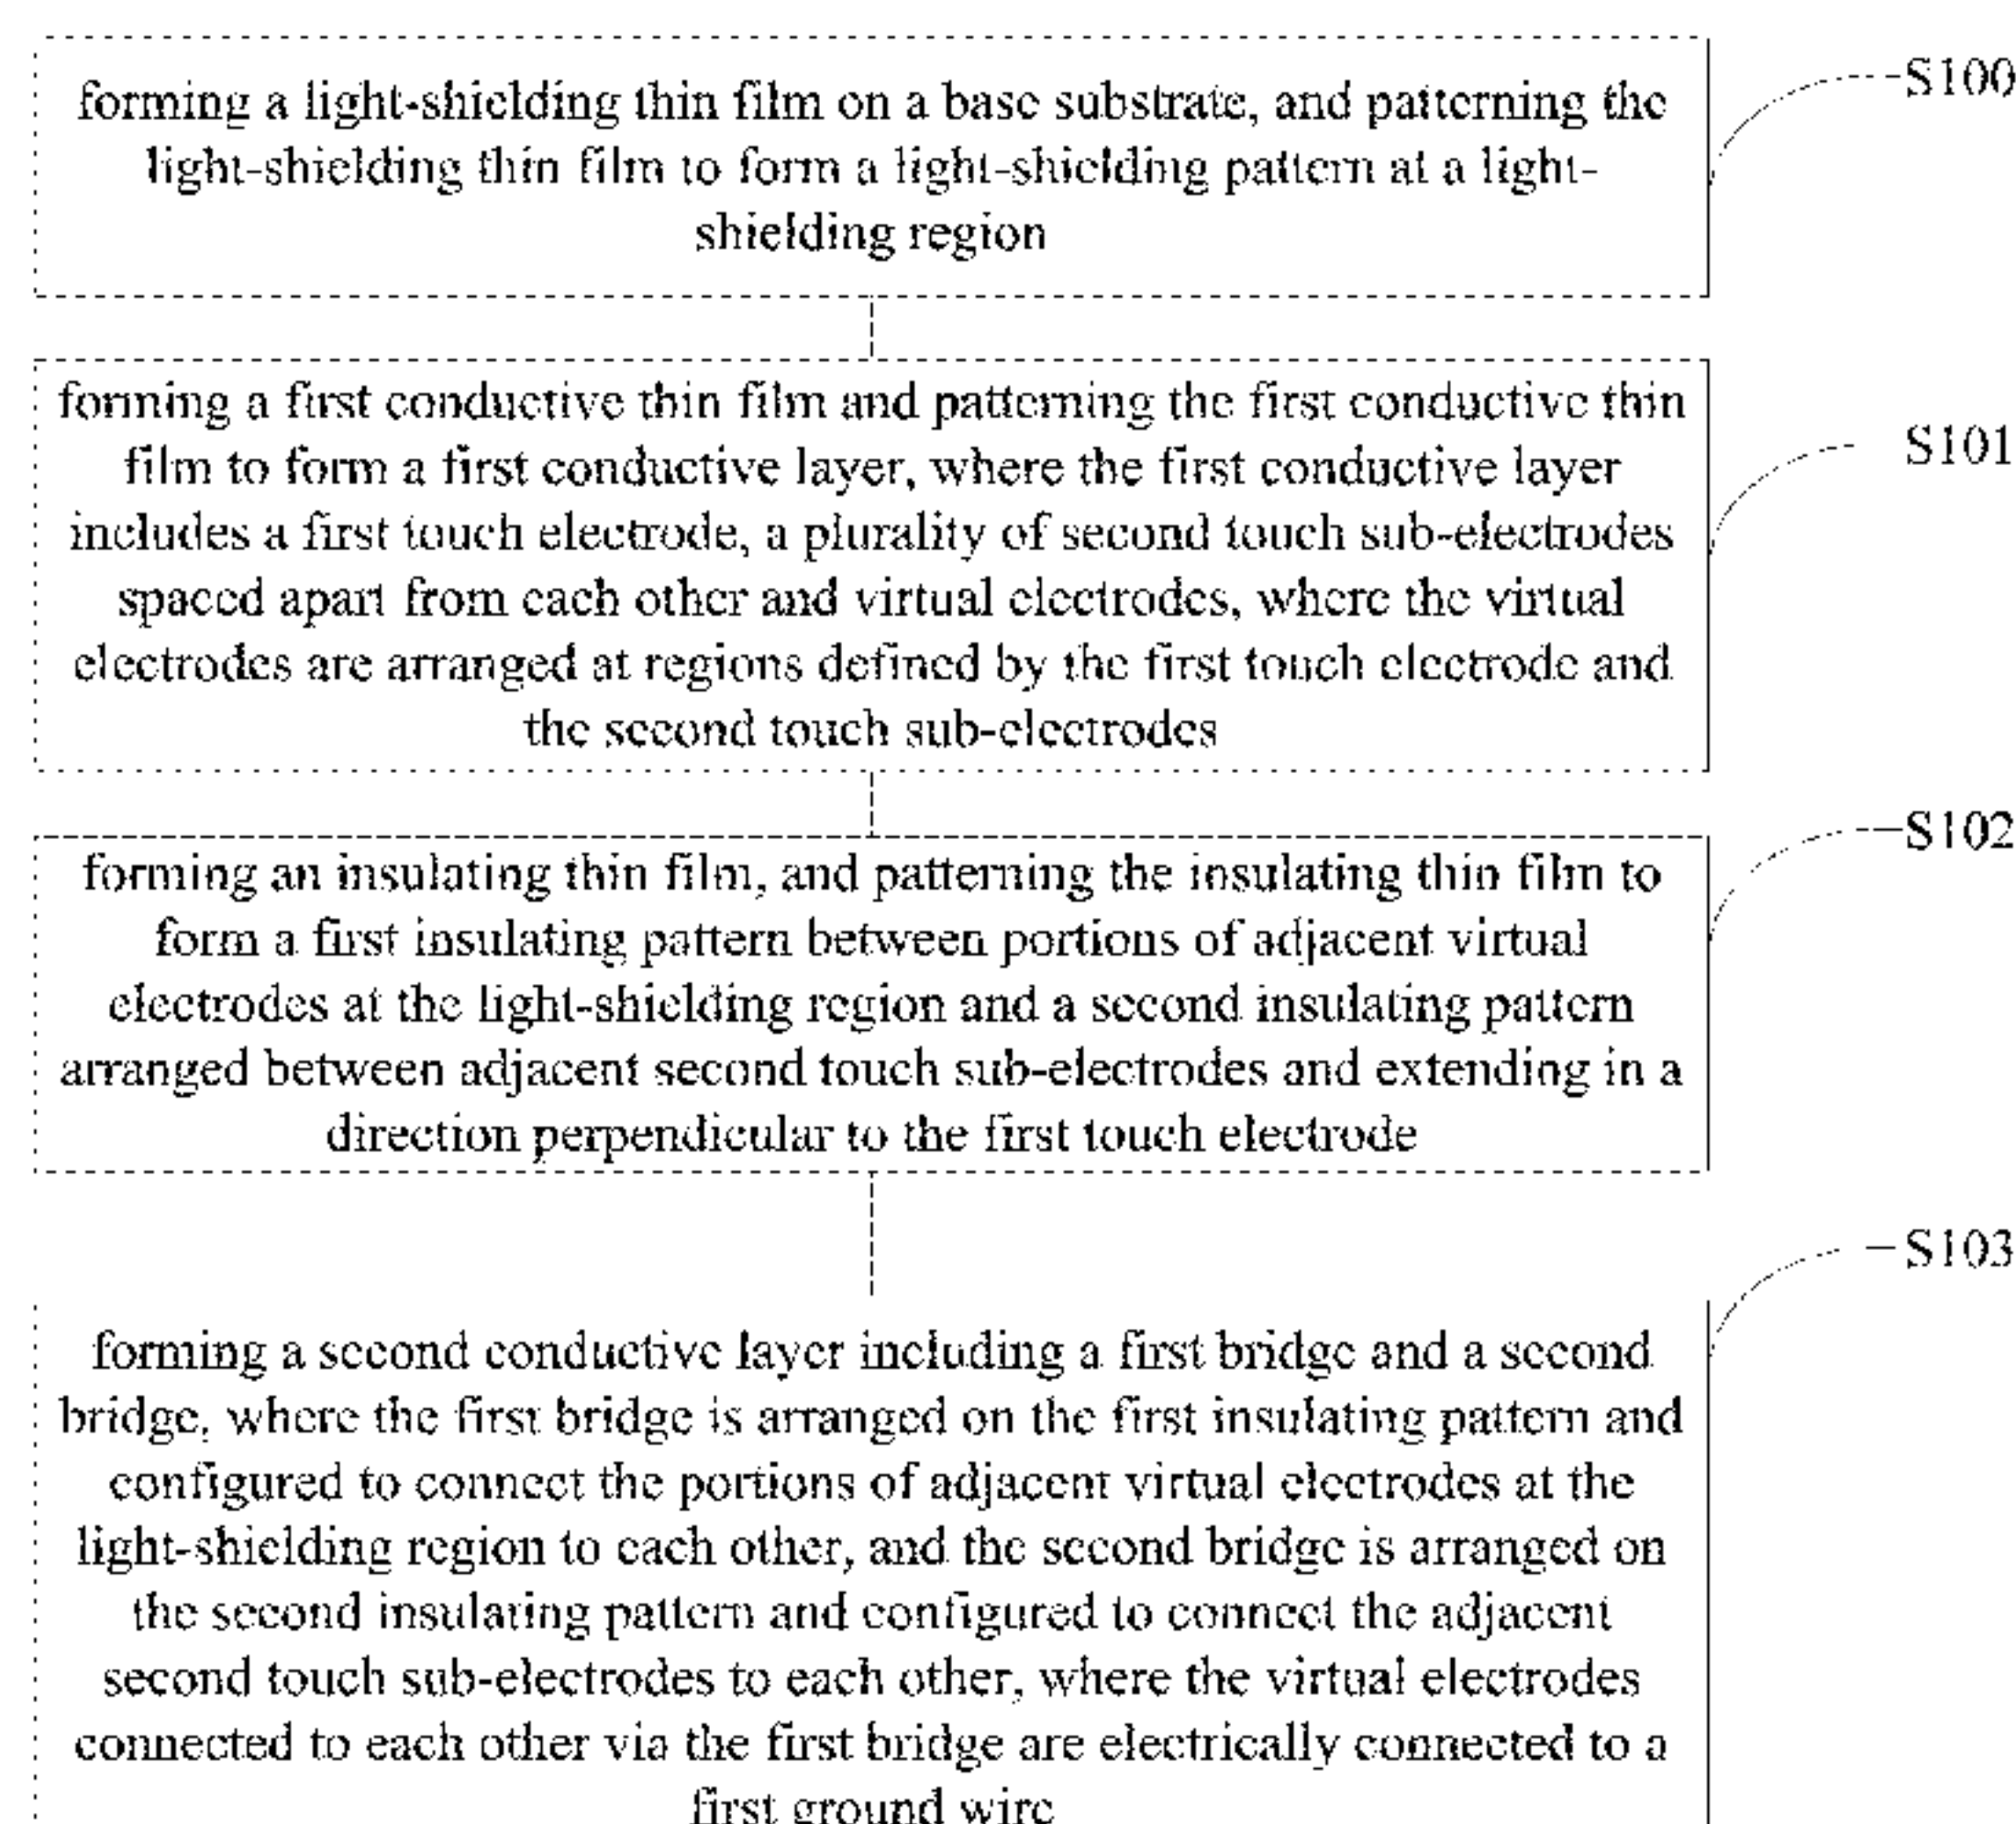 forming a light-shielding thin film on a base substrate, and patterning the
light-shielding thin film to form a light-shielding pattern at a light-
shielding region
S100
forming a first conductive thin film and patterning the first conductive thin
film to form a first conductive layer, where the first conductive layer
includes a first touch electrode, a plurality of second touch sub-electrodes
spaced apart from each other and virtual electrodes, where the virtual
electrodes are arranged at regions defined by the first touch electrode and
the second touch sub-electrodes
S101
forming an insulating thin film, and patterning the insulating thin film to
form a first insulating pattern between portions of adjacent virtual
electrodes at the light-shielding region and a second insulating pattern
arranged between adjacent second touch sub-electrodes and extending in a
direction perpendicular to the first touch electrode
S102
forming a second conductive layer including a first bridge and a second
bridge, where the first bridge is arranged on the first insulating pattern and
configured to connect the portions of adjacent virtual electrodes at the
light-shielding region to each other, and the second bridge is arranged on
the second insulating pattern and configured to connect the adjacent
second touch sub-electrodes to each other, where the virtual electrodes
connected to each other via the first bridge are electrically connected to a
first ground wire
S103